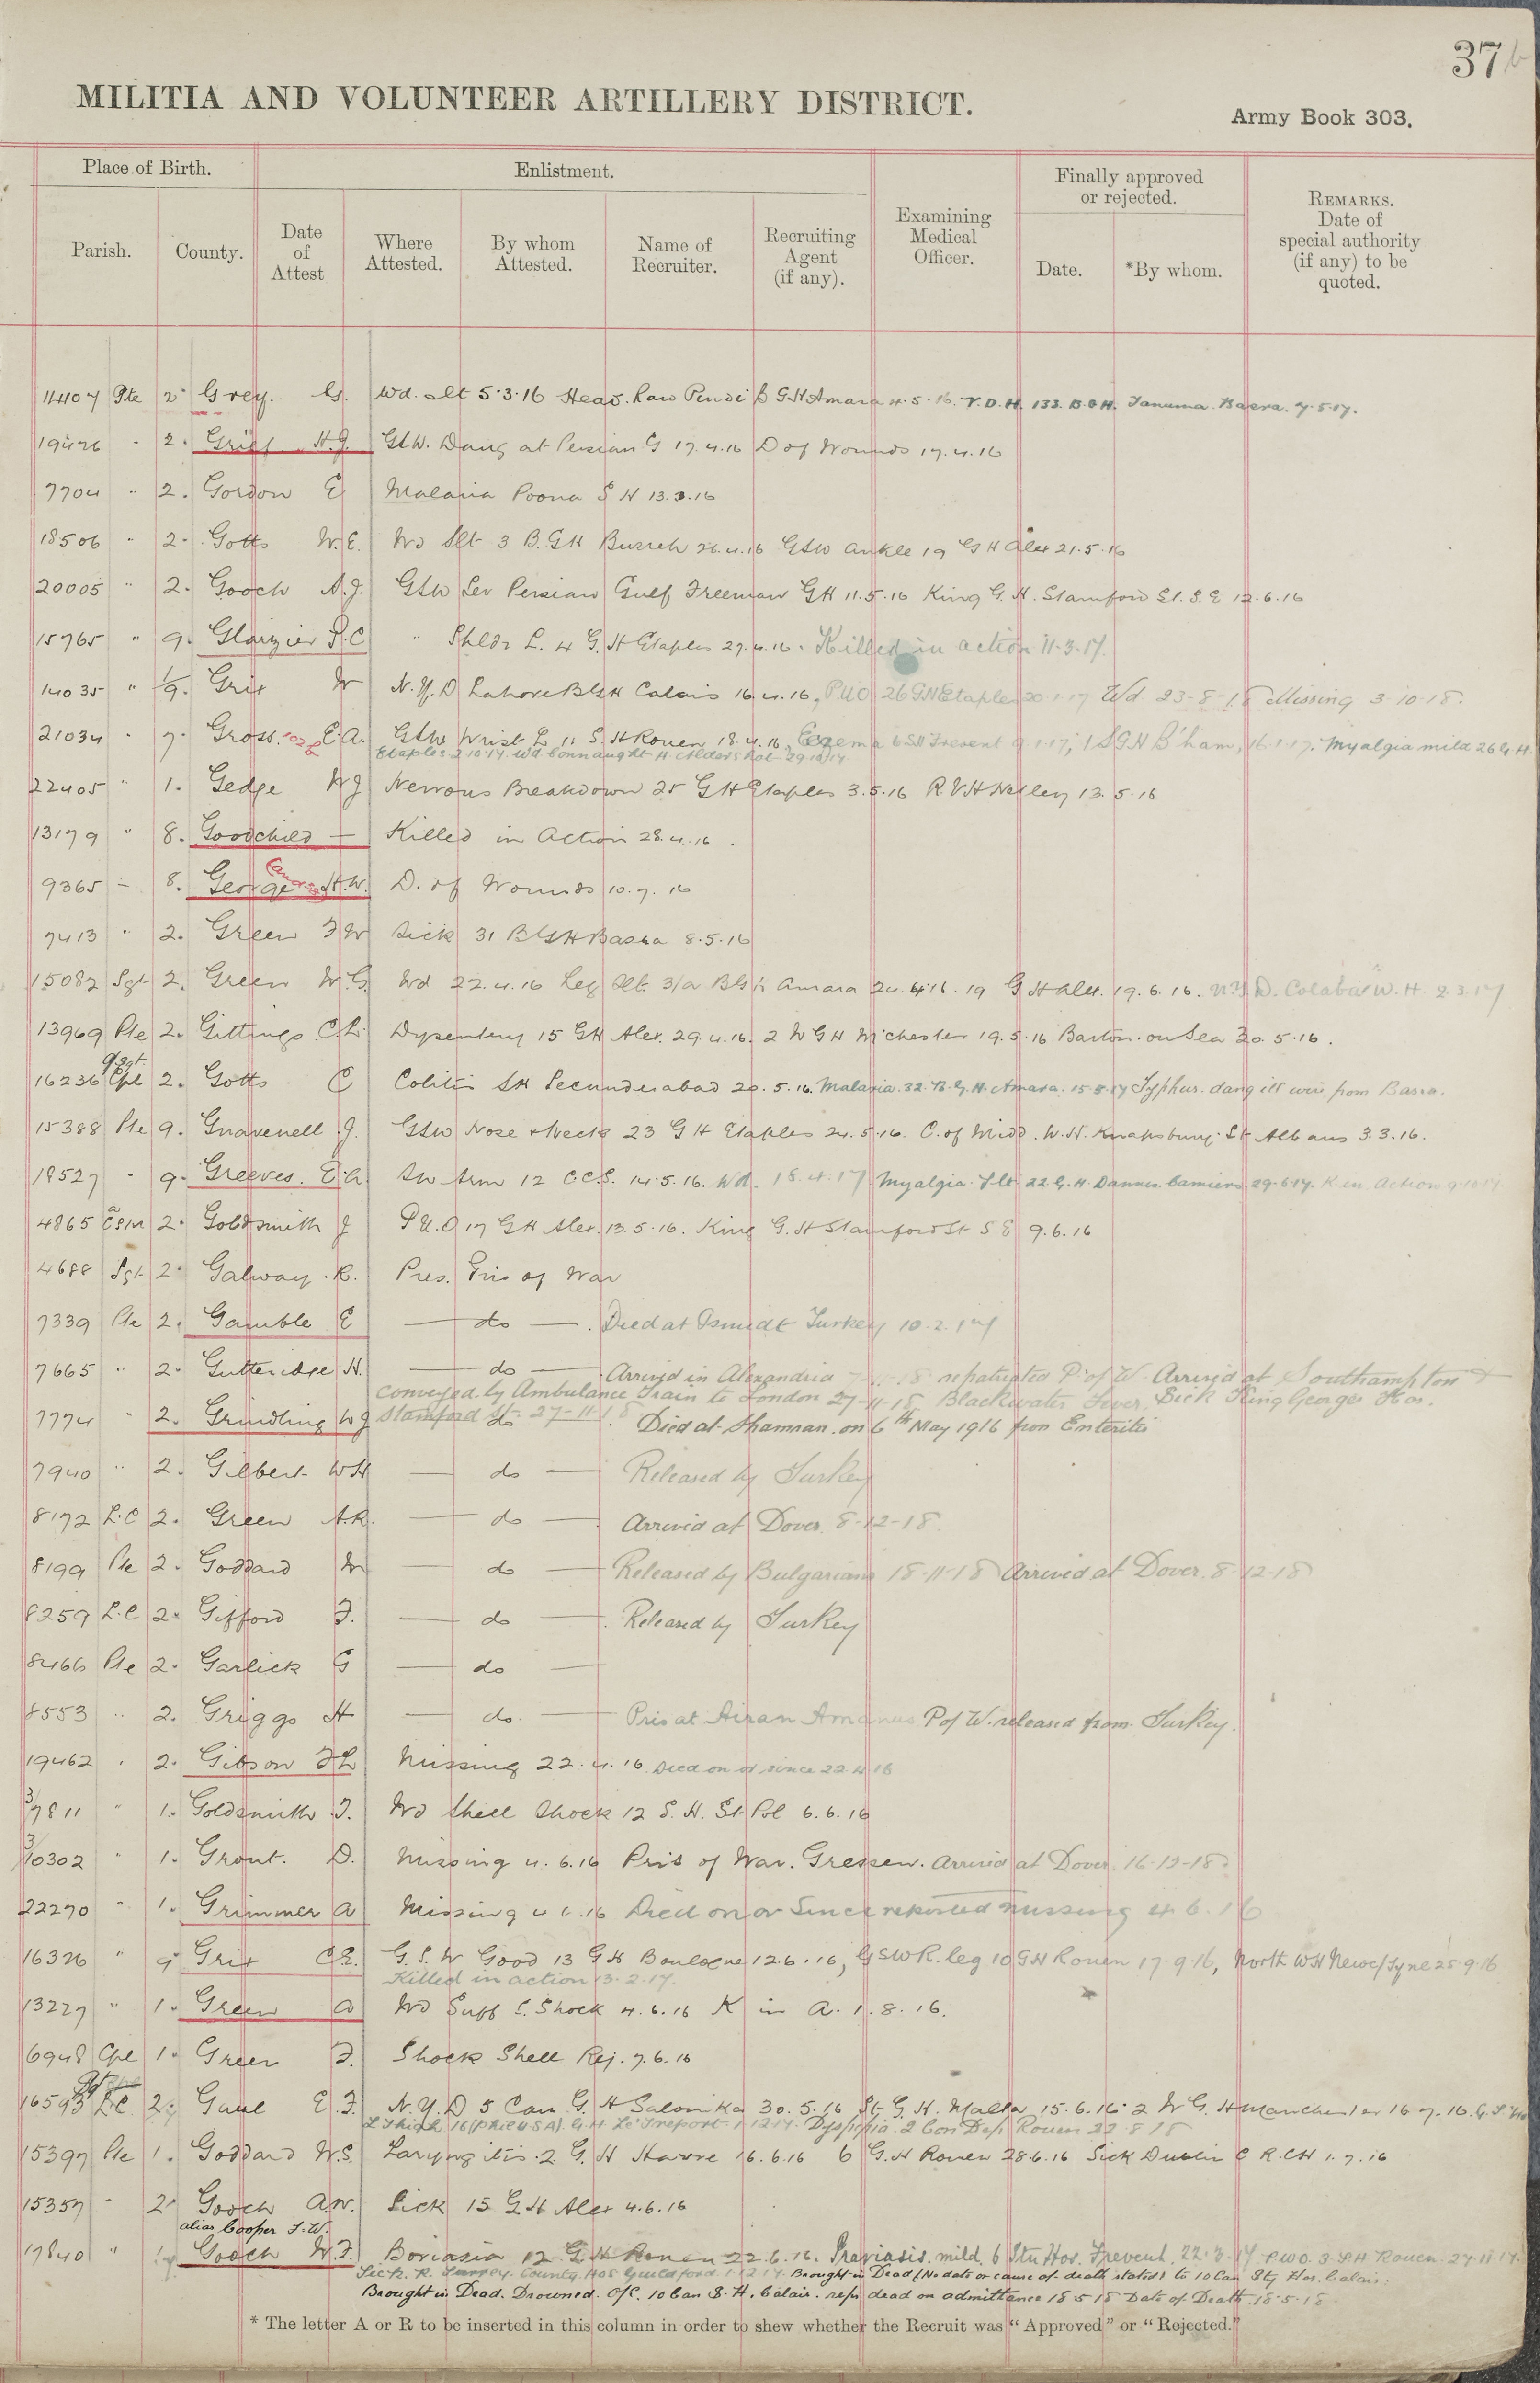 37b
MILITIA AND VOLUNTEER ARTILLERY DISTRICT.
Army Book 303.
Place of Birth.
Enlistment.
Finally approved or rejected.
Parish.
County.
Date of Attest
Where Attested.
By whom Attested.
Name of Recruiter.
Recruiting Agent (if any).
Examining Medical Officer.
Date.
*By whom.
REMARKS. Date of special authority (if any) to be quoted.
14107 Pte 2. Grey. G. Wd. Slt 5.3.16 Head. Raw Pindi B G.H Amara 4.5.16. V.D.H. 133. B.G.H. Tanuma. Basra. 7.5.17.
19426 " 2. H.J. GSW. Dang at Persian G 17.4.16 D of Wounds 17.4.16
7704 " 2. Gordon E Malaria Poona S H 13.3.16
18506 " 2. Gotts W.E. Wd Slt 3 B.G.H Busreh 26.4.16 GSW ankle 19 G H Alex 21.5.16
20005 " 2. Gooch A.J. GSW Sev Persian Gulf Freeman GH 11.5.16 King G. H. Stamford St. S.E 12.6.16
15765 " 9. Glazier P.C " Shldr L. 4 G.H Etaples 27.4.16. Killed in action 11.3.17.
14035 " 1/9. Grix W N.Y.D Lahore B.G.H Calais 16.4.16, P.U.O 26 G.H Etaples 20.1.17 Wd 23-8-18 Missing 3-10-18.
21034 " 7. Gross. E.A. GSW Wrist L 11 S.H Rouen 18.4.16. Eczema 6 S.H Frevent 9.1.17, 1 S G H B'ham, 16.1.17. Myalgia mild 26 G.H.
Etaples 2.10.17. Wd. Connaught H Aldershot 29.10.17
22405 " 1. Gedge W J Nervous Breakdown 25 G H Etaples 3.5.16 R.V.H Netley 13.5.16
13179 " 8. Goodchild — Killed in Action 28.4.16.
9365 " 8. George H.W. D. of Wounds 10.7.16
7413 " 2. Green F W Sick 31 B G H Basra 8.5.16
15082 Sgt 2. Green W.G. Wd 22.4.16 Leg Slt. 3/a B G H Amara 24.4.16. 19 G H Alex. 19.6.16. N.Y.D. Colaba W. H. 2.3.17
13969 Pte 2. Gittings C.L. Dysentery 15 GH Alex. 29.4.16. 2 W G H M'chester 19.5.16 Barton-on Sea 30.5.16.
16236 Cpl 2. Gotts C Colitis S.H Secunderabad 20.5.16. Malaria. 32. B.G.H. Amara. 15.5.17 Typhus. dang ill wire from Basra.
15388 Pte 9. Gravenell J. GSW Nose & Neck 23 G H Etaples 24.5.16. C. of Midd. W.H. Knapsbury St Albans 3.3.16.
18527 " 9. Greeves. E.A. SW Arm 12 C.C.S. 14.5.16. Wd. 18.4.17 Myalgia Slt 22 G.H. Dannes Camiers 29.6.17. K in Action 9.10.17
4865 CSM 2. Goldsmith J P.U.O 17 G H Alex. 13.5.16. King G.H Stamford St S E 9.6.16
4688 Sgt 2. Galway. R. Pres. Pris of War
7339 Pte 2. Gamble E — do — Died at Ismidt Turkey 10.2.17
7665 " 2. Gutteridge H. — do — Arrived in Alexandria 18 repatriated P. of W. Arrived at Southampton &
conveyed by Ambulance Train to London 27-11-18 Blackwater Fever, Sick King George Hos.
Stamford St. 27-11-18
7774 " 2. Grindling W J do. Died at Shamran on 6th May 1916 from Enteritis
7940 " 2. Gilbert W H — do — Released by Turkey
8172 L.C 2. Green A.R. — do — Arrived at Dover. 8-12-18.
8199 Pte 2. Goddard W — do — Released by Bulgarians 18-11-18 Arrived at Dover. 8-12-18
8259 L.C 2. Gifford F. — do — Released by Turkey
8466 Pte 2. Garlick G — do —
8553 " 2. Griggs H — do. — Pris at Airan Amanus P of W. released from Turkey.
19462 " 2. Gibson F L Missing 22.4.16. Died on or since 22.4.16
3/7811 " 1. Goldsmith. F. Wd Shell Shock 12 S.H. St Pol 6.6.16
3/10302 " 1. Grout. D. Missing 4.6.16 Pris of War. Giessen. Arrived at Dover 16-12-18.
22270 " 1. Grimmer A Missing 4.6.16 Died on or Since reported missing 4.6.16
16326 " 9 Grix C.E. G.S.W Good 13 G H Boulogne 12.6.16, GSW R. leg 10 G H Rouen 17.9.16, North W H Newc/Tyne 25.9.16
Killed in action 13.2.17.
13227 " 1. Green A Wd Suff S. Shock 4.6.16 K in A. 1.8.16.
6948 Cpl 1. Green F. Shock Shell Rej. 7.6.16
16593 L.C. 2. Gaul E.F. N.Y.D 5 Can G H Salonika 30.5.16 St G.H. Malta 15.6.16. 2 W G. H Manchester 16.7.16.
L Thigh. 16 (Phil USA) G.H. Le Treport 1.12.17. Dyspepsia. 2 Con Dep. Rouen 22.8.18
15397 Pte 1. Goddard W.S. Laryngitis. 2 G.H Havre 16.6.16 6 G.H Rouen 28.6.16 Sick Dublin C R.C.H 1.7.16
15357 " 2. Gooch A.W. Sick 15 G H Alex 4.6.16
alias Cooper F.W.
17840 " Gooch W.F. 12 G H Rouen 22.6.16. mild. 6 Stn Hos. Frevent. 22.3.17 P.U.O. 3. S.H Rouen. 27.11.17.
Sick. R. Surrey. County. Hos Guildford. 1.12.17. Brought in Dead (No date or cause of death stated) to 10 Can Sty Hos. Calais.
Brought in Dead. Drowned. O/C. 10 Can S.H. Calais. reps dead on admittance 18.5.18 Date of Death. 18.5.18
* The letter A or R to be inserted in this column in order to shew whether the Recruit was "Approved" or "Rejected."